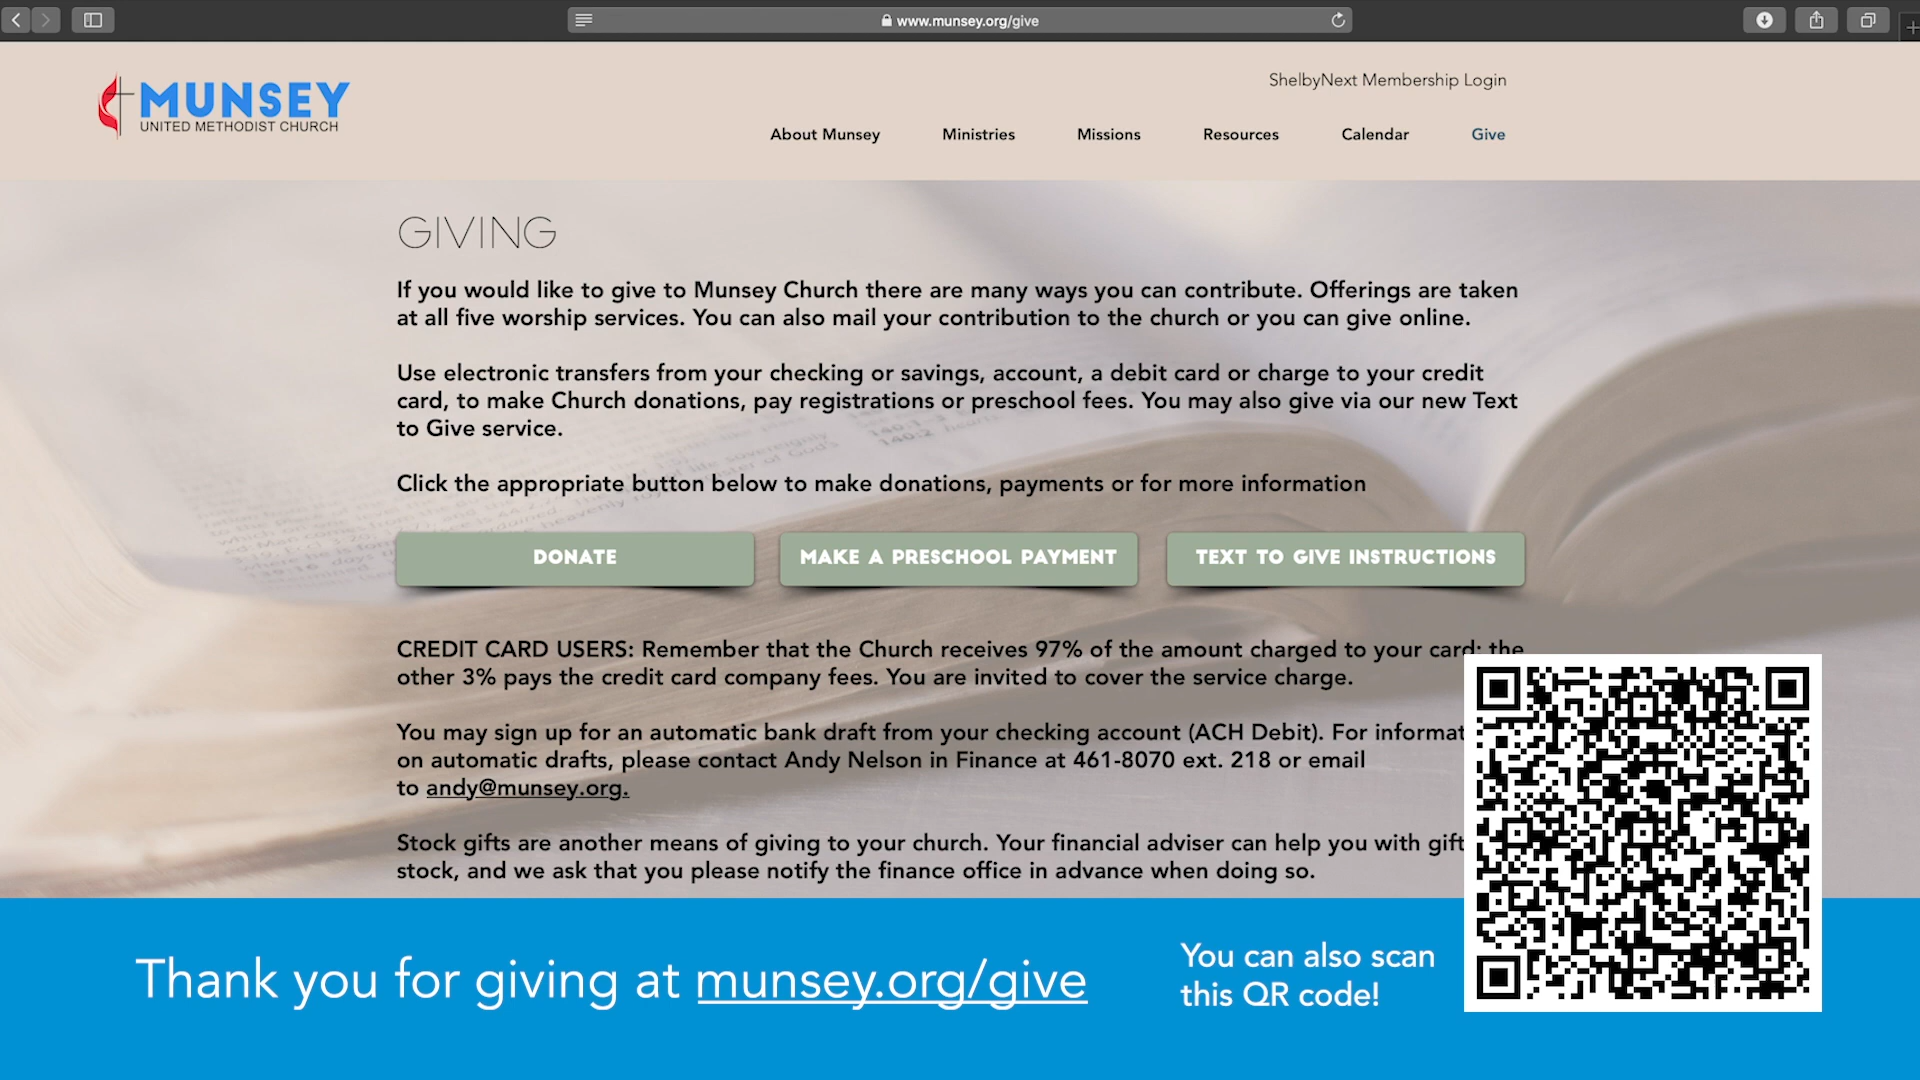 www.munsey.org/give
MUNSEY
UNITED METHODIST CHURCH
ShelbyNext Membership Login
About Munsey Ministries Missions Resources Calendar Give
GIVING
If you would like to give to Munsey Church there are many ways you can contribute. Offerings are taken
at all five worship services. You can also mail your contribution to the church or you can give online.
Use electronic transfers from your checking or savings, account, a debit card or charge to your credit
card, to make Church donations, pay registrations or preschool fees. You may also give via our new Text
to Give service.
Click the appropriate button below to make donations, payments or for more information
DONATE MAKE A PRESCHOOL PAYMENT TEXT TO GIVE INSTRUCTIONS
CREDIT CARD USERS: Remember that the Church receives 97% of the amount charged to your card; the
other 3% pays the credit card company fees. You are invited to cover the service charge.
You may sign up for an automatic bank draft from your checking account (ACH Debit). For informat
on automatic drafts, please contact Andy Nelson in Finance at 461-8070 ext. 218 or email
to andy@munsey.org.
Stock gifts are another means of giving to your church. Your financial adviser can help you with gift
stock, and we ask that you please notify the finance office in advance when doing so.
Thank you for giving at munsey.org/give
You can also scan
this QR code!